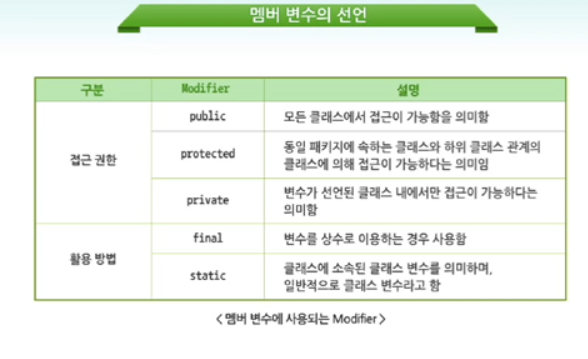 멤버 변수의 선언
구분 Modifier 설명
접근 권한
public 모든 클래스에서 접근이 가능함을 의미함
protected 동일 패키지에 속하는 클래스와 하위 클래스 관계의
클래스에 의해 접근이 가능하다는 의미임
private 변수가 선언된 클래스 내에서만 접근이 가능하다는
의미함
활용 방법
final 변수를 상수로 이용하는 경우 사용함
static 클래스에 소속된 클래스 변수를 의미하며,
일반적으로 클래스 변수라고 함
< 멤버 변수에 사용되는 Modifier >